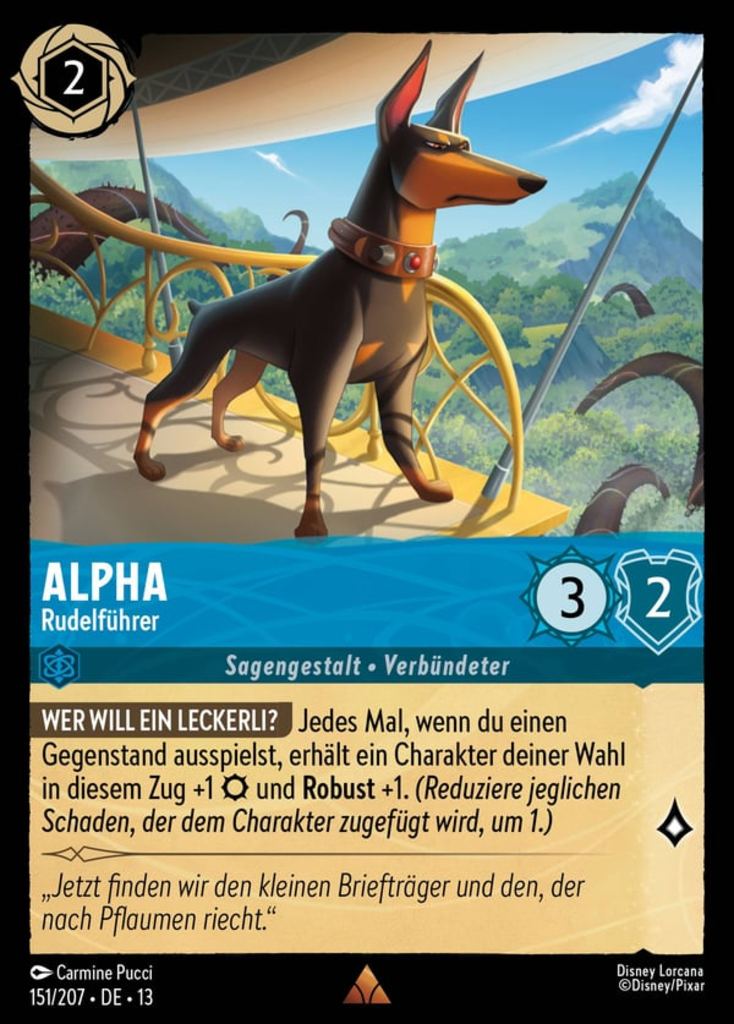 2
ALPHA
Rudelführer
3
2
Sagengestalt • Verbündeter
WER WILL EIN LECKERLI? Jedes Mal, wenn du einen
Gegenstand ausspielst, erhält ein Charakter deiner Wahl
in diesem Zug +1 und Robust +1. (Reduziere jeglichen
Schaden, der dem Charakter zugefügt wird, um 1.)
„Jetzt finden wir den kleinen Briefträger und den, der
nach Pflaumen riecht.“
Carmine Pucci
151/207 • DE • 13
Disney Lorcana
©Disney/Pixar